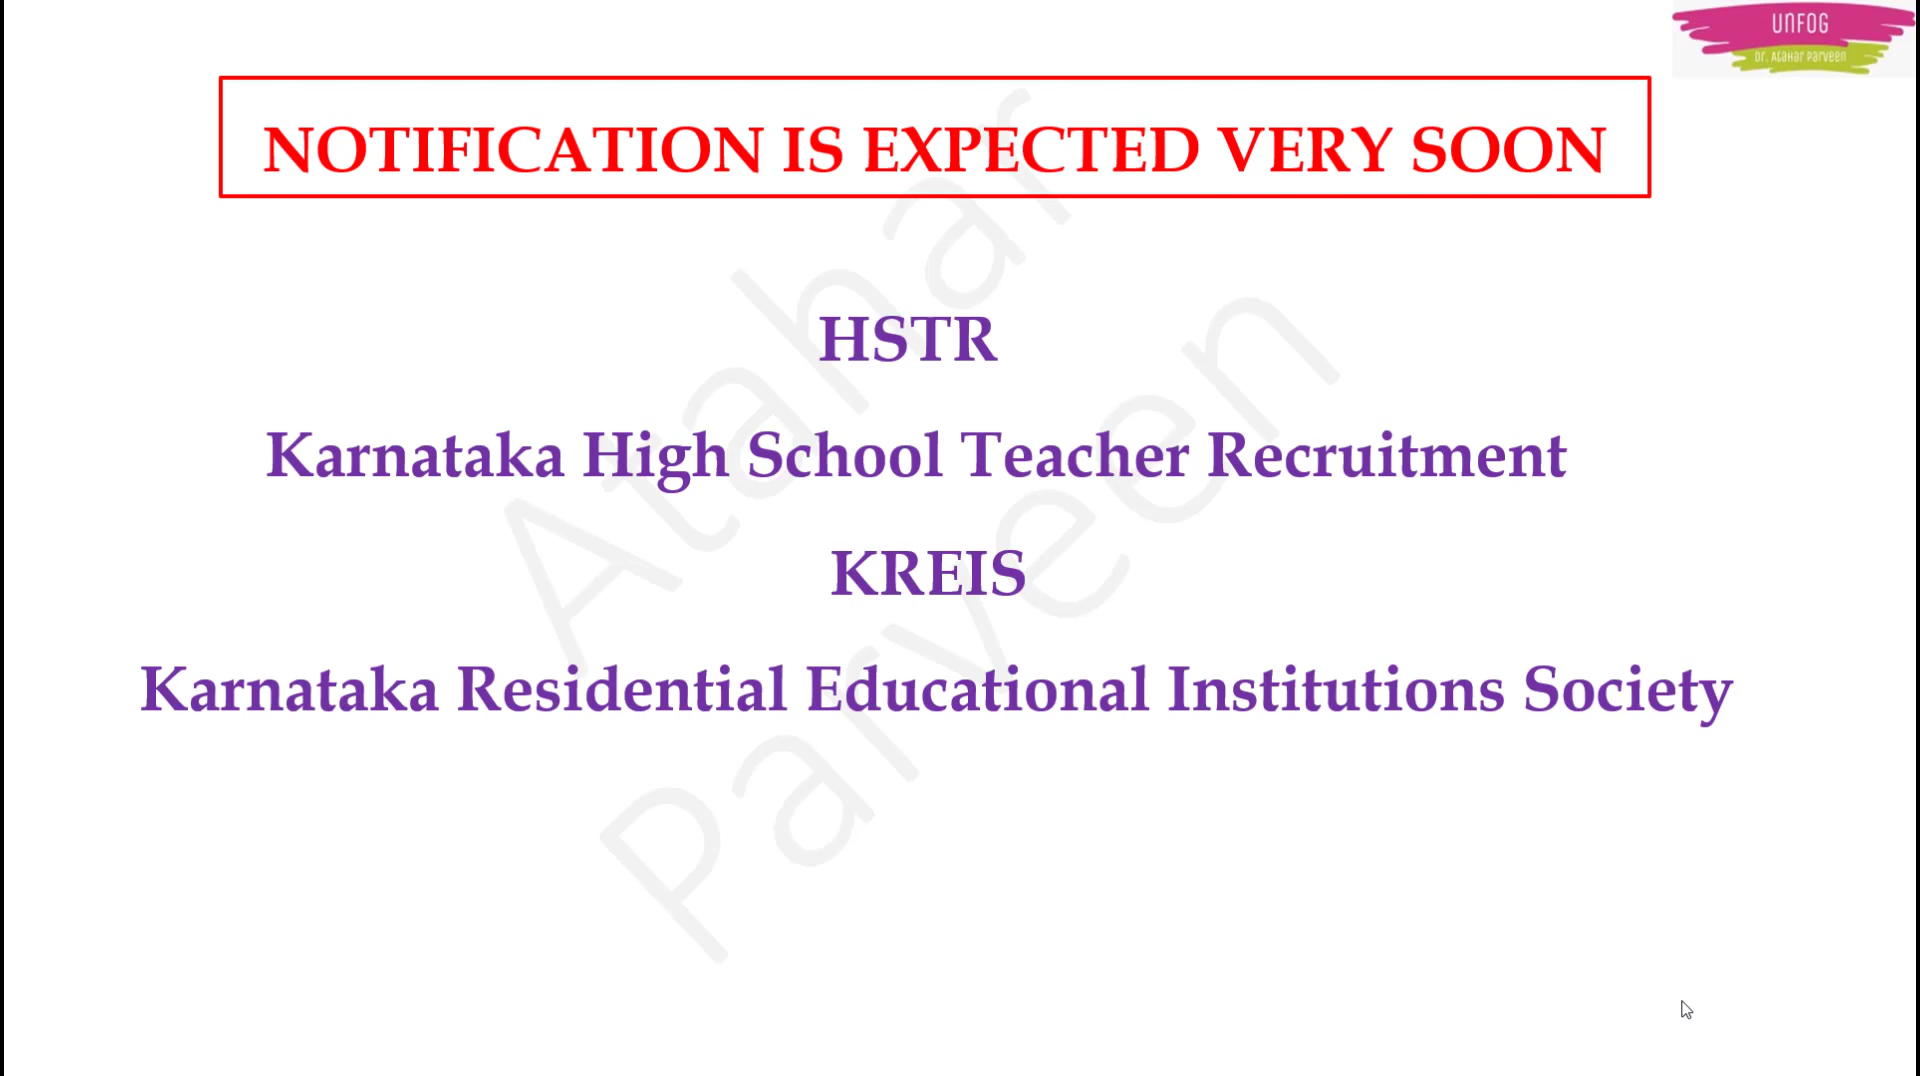 UNFOG
Dr. Atahar Parveen
NOTIFICATION IS EXPECTED VERY SOON
HSTR
Karnataka High School Teacher Recruitment
KREIS
Karnataka Residential Educational Institutions Society
Atahar
Parveen